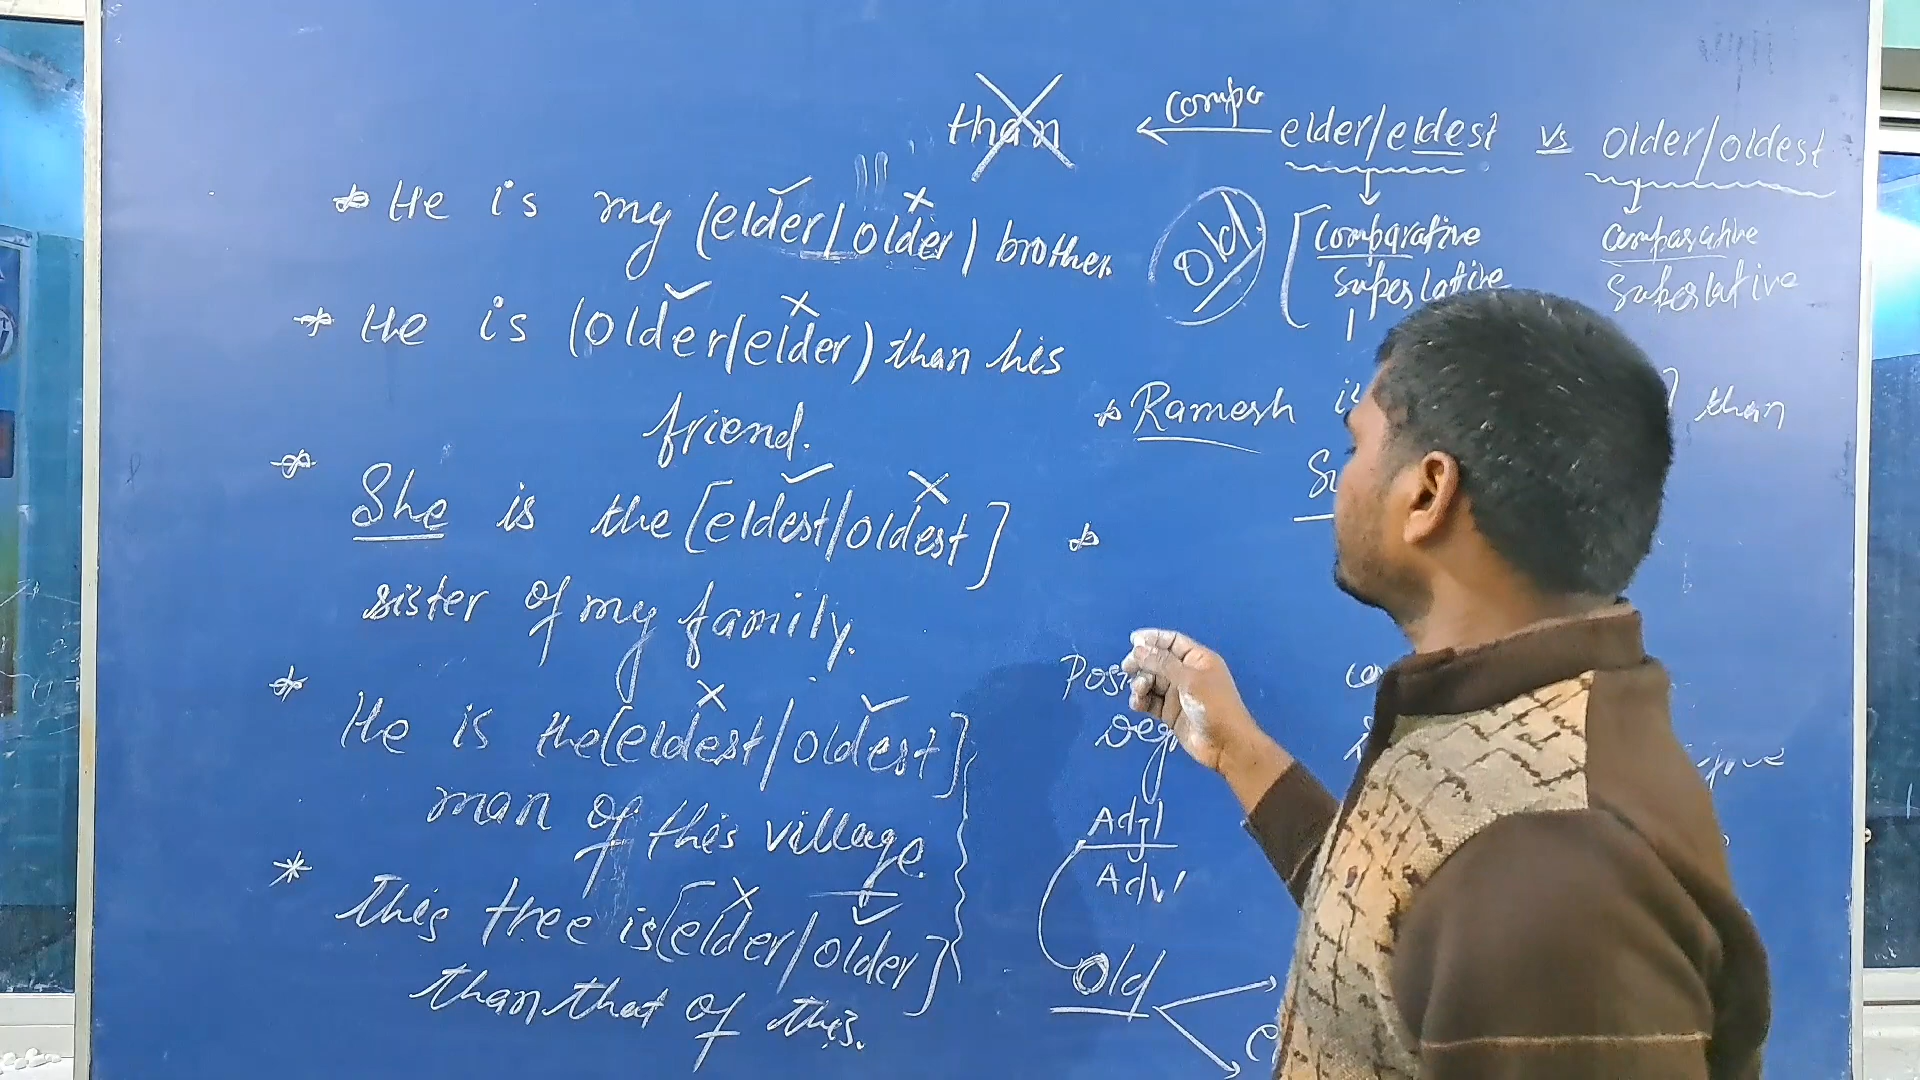 than compa elder/eldest vs older/oldest
* He is my (elder/older) brother.
Old [ Comparative
Superlative
Comparative
Superlative
* He is (older/elder) than his
friend.
* Ramesh is ] than
* She is the [eldest/oldest]
sister of my family.
*
* He is the [eldest/oldest]
man of this village.
* This tree is [elder/older]
than that of this.
Adj/
Adv
Old